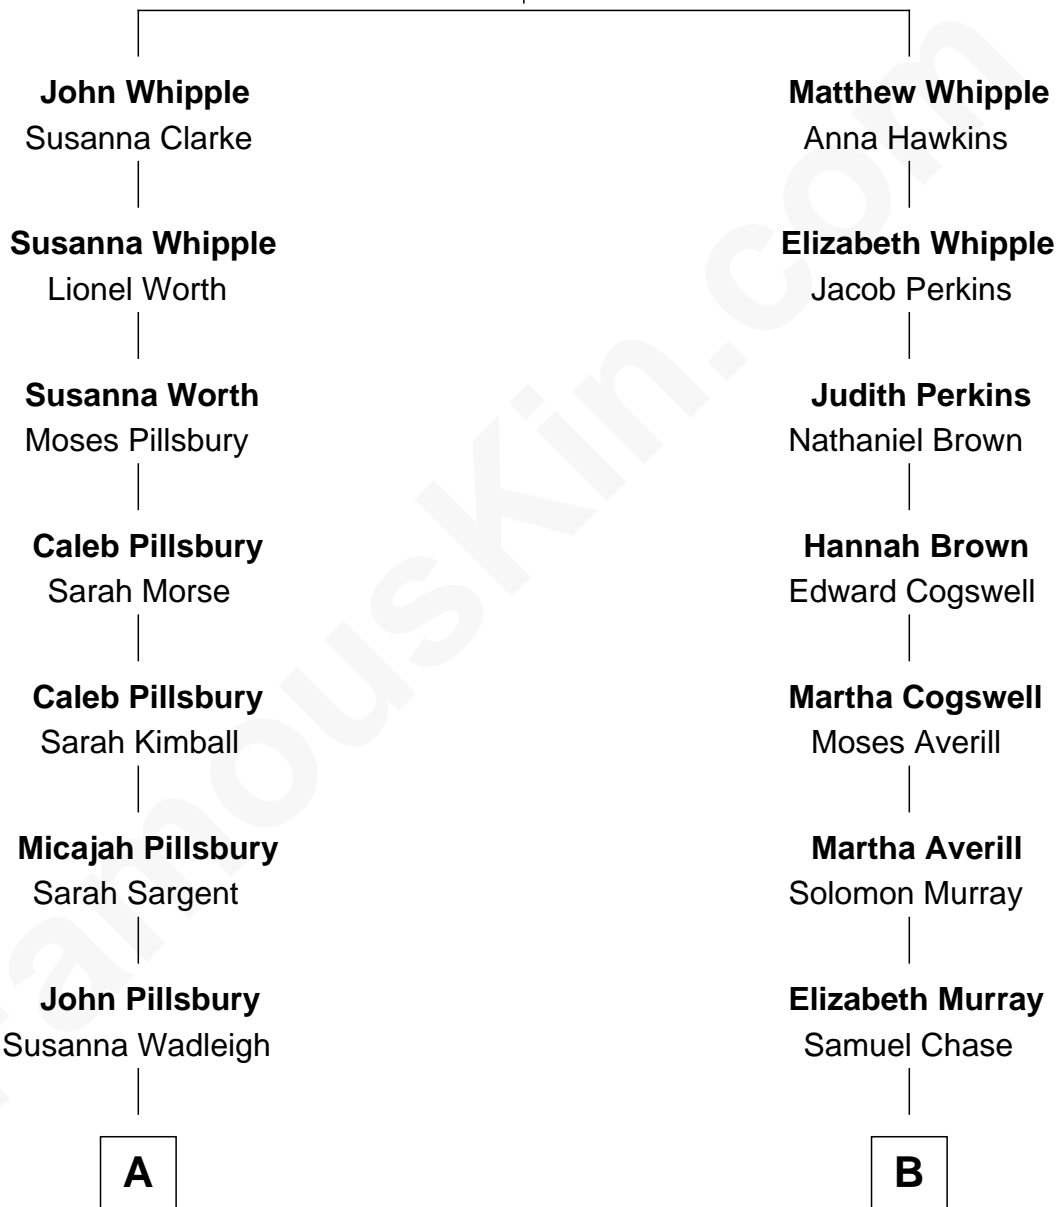 John Whipple
Susanna Clarke
Susanna Whipple
Lionel Worth
Susanna Worth
Moses Pillsbury
Caleb Pillsbury
Sarah Morse
Caleb Pillsbury
Sarah Kimball
Micajah Pillsbury
Sarah Sargent
John Pillsbury
Susanna Wadleigh
A
Matthew Whipple
Anna Hawkins
Elizabeth Whipple
Jacob Perkins
Judith Perkins
Nathaniel Brown
Hannah Brown
Edward Cogswell
Martha Cogswell
Moses Averill
Martha Averill
Solomon Murray
Elizabeth Murray
Samuel Chase
B
FamousKin.com